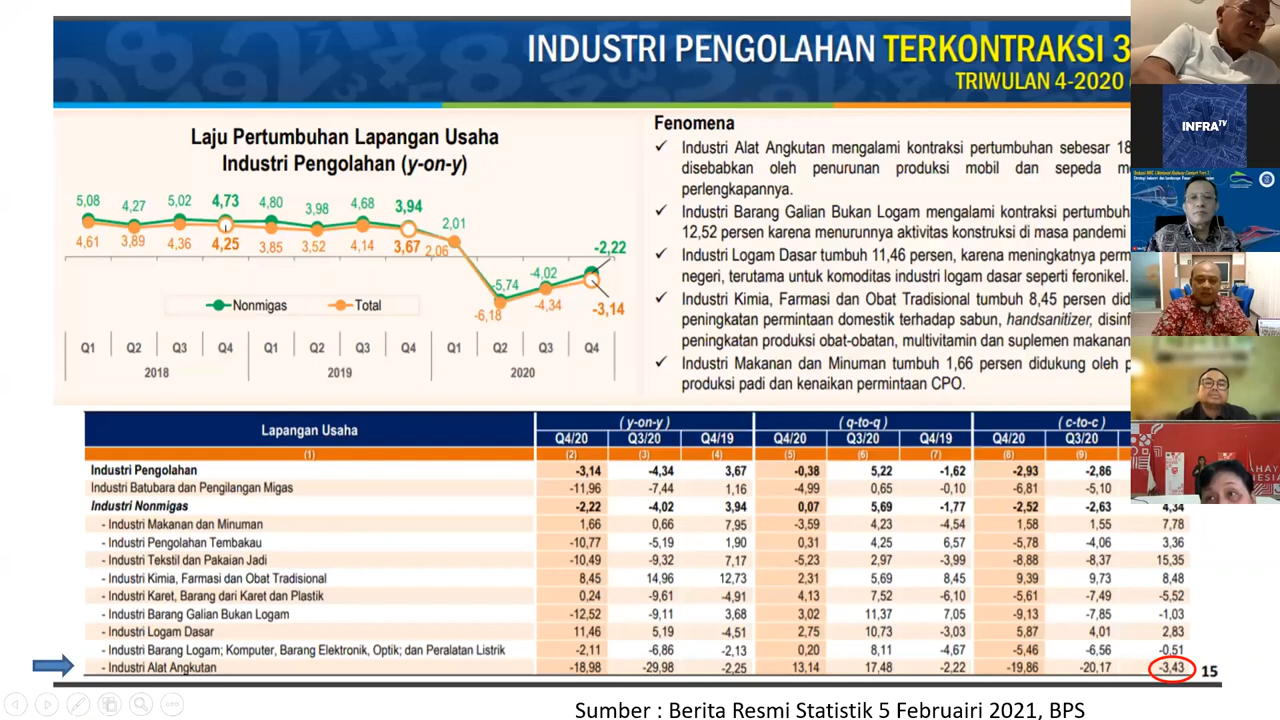 INDUSTRI PENGOLAHAN TERKONTRAKSI 3
TRIWULAN 4-2020
Laju Pertumbuhan Lapangan Usaha
Industri Pengolahan (y-on-y)
5,08 4,27 5,02 4,73 4,80 3,98 4,68 3,94 2,01 -5,74 -4,02 -2,22
4,61 3,89 4,36 4,25 3,85 3,52 4,14 3,67 2,06 -6,18 -4,34 -3,14
Nonmigas Total
Q1 Q2 Q3 Q4 Q1 Q2 Q3 Q4 Q1 Q2 Q3 Q4
2018 2019 2020
Fenomena
✓ Industri Alat Angkutan mengalami kontraksi pertumbuhan sebesar 18
disebabkan oleh penurunan produksi mobil dan sepeda
perlengkapannya.
✓ Industri Barang Galian Bukan Logam mengalami kontraksi
12,52 persen karena menurunnya aktivitas konstruksi di masa pandemi
✓ Industri Logam Dasar tumbuh 11,46 persen, karena meningkatnya
negeri, terutama untuk komoditas industri logam dasar seperti feronikel.
✓ Industri Kimia, Farmasi dan Obat Tradisional tumbuh 8,45 persen
peningkatan permintaan domestik terhadap sabun, handsanitizer,
peningkatan produksi obat-obatan, multivitamin dan suplemen makanan
✓ Industri Makanan dan Minuman tumbuh 1,66 persen didukung oleh
produksi padi dan kenaikan permintaan CPO.
INFRA TV
Lapangan Usaha (y-on-y) (q-to-q) (c-to-c)
Q4/20 Q3/20 Q4/19 Q4/20 Q3/20 Q4/19 Q4/20 Q3/20
(1) (2) (3) (4) (5) (6) (7) (8) (9)
Industri Pengolahan -3,14 -4,34 3,67 -0,38 5,22 -1,62 -2,93 -2,86
Industri Batubara dan Pengilangan Migas -11,96 -7,44 1,16 -4,99 0,65 -0,10 -6,81 -5,10
Industri Nonmigas -2,22 -4,02 3,94 0,07 5,69 -1,77 -2,52 -2,63 4,34
- Industri Makanan dan Minuman 1,66 0,66 7,95 -3,59 4,23 -4,54 1,58 1,55 7,78
- Industri Pengolahan Tembakau -10,77 -5,19 1,90 0,31 4,25 6,57 -5,78 -4,06 3,36
- Industri Tekstil dan Pakaian Jadi -10,49 -9,32 7,17 -5,23 2,97 -3,99 -8,88 -8,37 15,35
- Industri Kimia, Farmasi dan Obat Tradisional 8,45 14,96 12,73 2,31 5,69 8,45 9,39 9,73 8,48
- Industri Karet, Barang dari Karet dan Plastik 0,24 -9,61 -4,91 4,13 7,52 -6,10 -5,61 -7,49 -5,52
- Industri Barang Galian Bukan Logam -12,52 -9,11 3,68 3,02 11,37 7,05 -9,13 -7,85 -1,03
- Industri Logam Dasar 11,46 5,19 -4,51 2,75 10,73 -3,03 5,87 4,01 2,83
- Industri Barang Logam; Komputer, Barang Elektronik, Optik; dan Peralatan Listrik -2,11 -6,86 -2,13 0,20 8,11 -4,67 -5,46 -6,56 -0,51
- Industri Alat Angkutan -18,98 -29,98 -2,25 13,14 17,48 -2,22 -19,86 -20,17 -3,43
15
Sumber : Berita Resmi Statistik 5 Februairi 2021, BPS